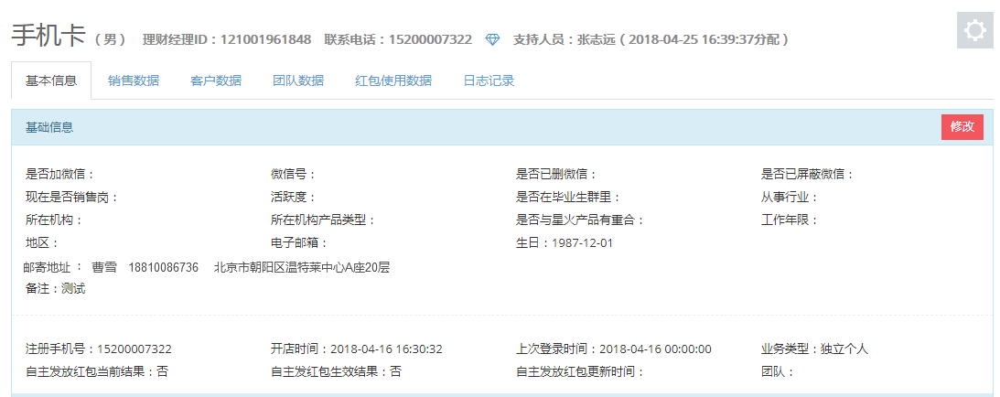 手机卡（男） 理财经理ID：121001961848 联系电话：15200007322 支持人员：张志远（2018-04-25 16:39:37分配）
基本信息 销售数据 客户数据 团队数据 红包使用数据 日志记录
基础信息 修改
是否加微信： 微信号： 是否已删微信： 是否已屏蔽微信：
现在是否销售岗： 活跃度： 是否在毕业生群里： 从事行业：
所在机构： 所在机构产品类型： 是否与星火产品有重合： 工作年限：
地区： 电子邮箱： 生日：1987-12-01
邮寄地址 ： 曹雪 18810086736 北京市朝阳区温特莱中心A座20层
备注：测试
注册手机号：15200007322 开店时间：2018-04-16 16:30:32 上次登录时间：2018-04-16 00:00:00 业务类型：独立个人
自主发放红包当前结果：否 自主发红包生效结果：否 自主发放红包更新时间： 团队：